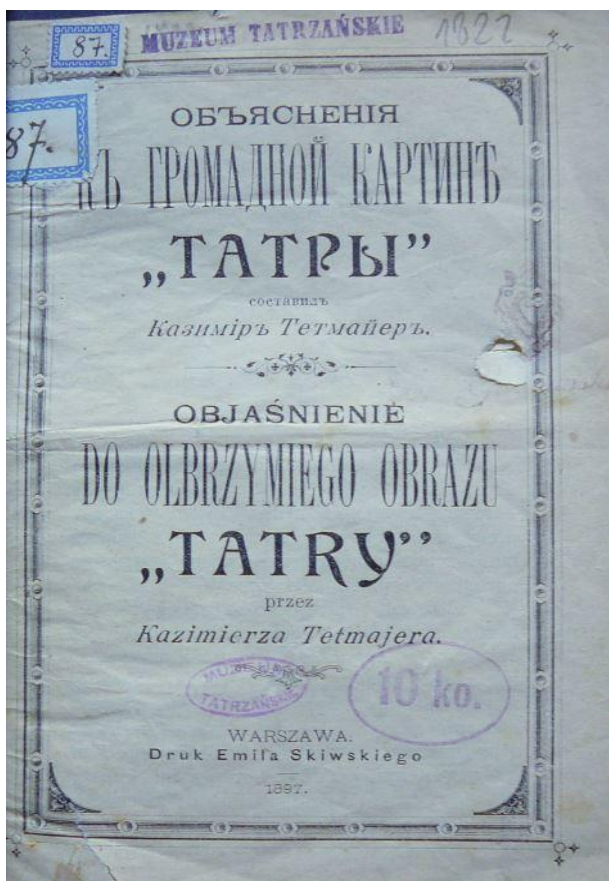 87.
MUZEUM TATRZAŃSKIE
1822
87.
ОБЪЯСНЕНІЯ
КЪ ГРОМАДНОЙ КАРТИНѢ
„ТАТРЫ”
составилъ
Казимiръ Тетмайеръ.
OBJAŚNIENIE
DO OLBRZYMIEGO OBRAZU
„TATRY”
przez
Kazimierza Tetmajera.
MUZEUM
TATRZAŃSKIE
10 ko.
WARSZAWA.
Druk Emila Skiwskiego
1897.